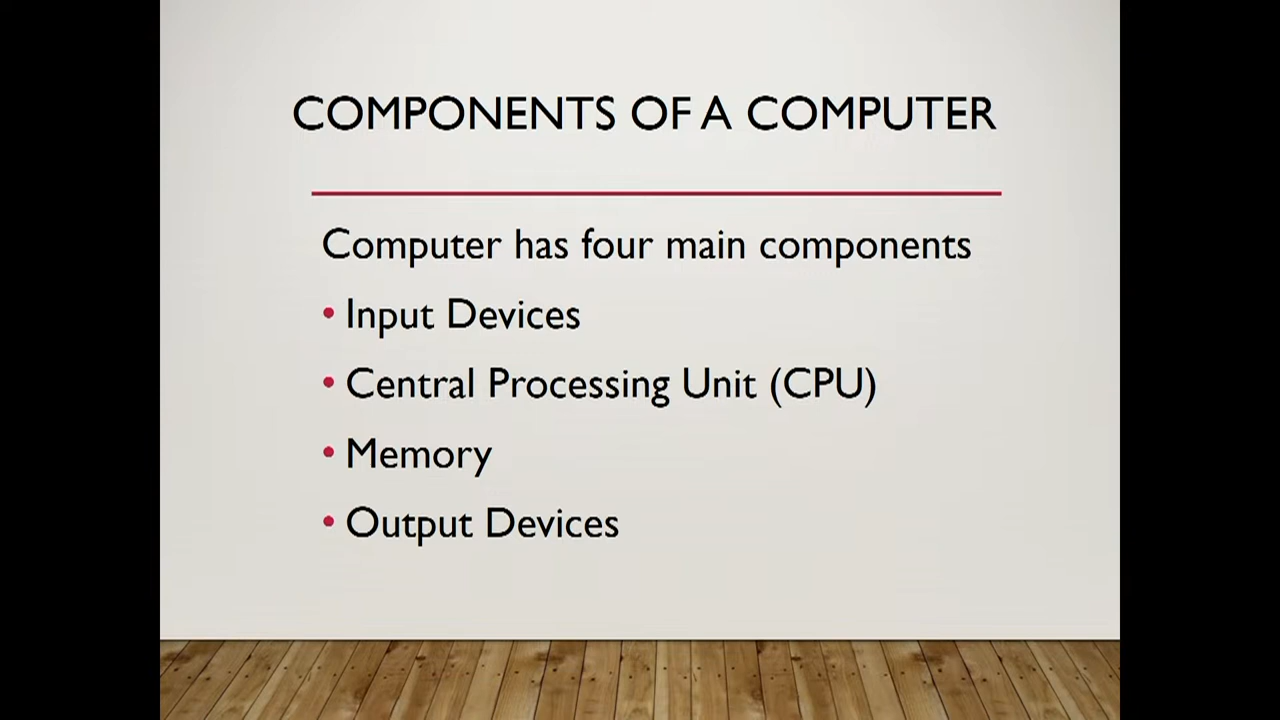 COMPONENTS OF A COMPUTER
Computer has four main components
• Input Devices
• Central Processing Unit (CPU)
• Memory
• Output Devices